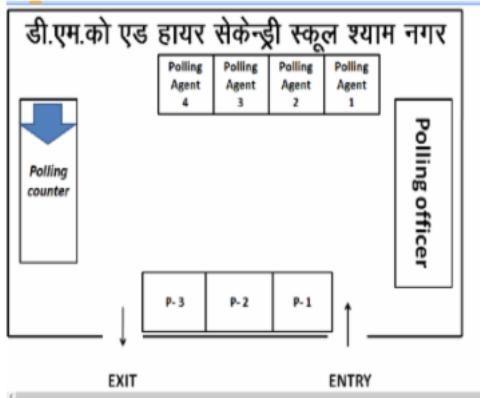 डी.एम.को एड हायर सेकेन्ड्री स्कूल श्याम नगर
Polling Agent 4
Polling Agent 3
Polling Agent 2
Polling Agent 1
Polling counter
Polling officer
P- 3
P- 2
P- 1
EXIT
ENTRY